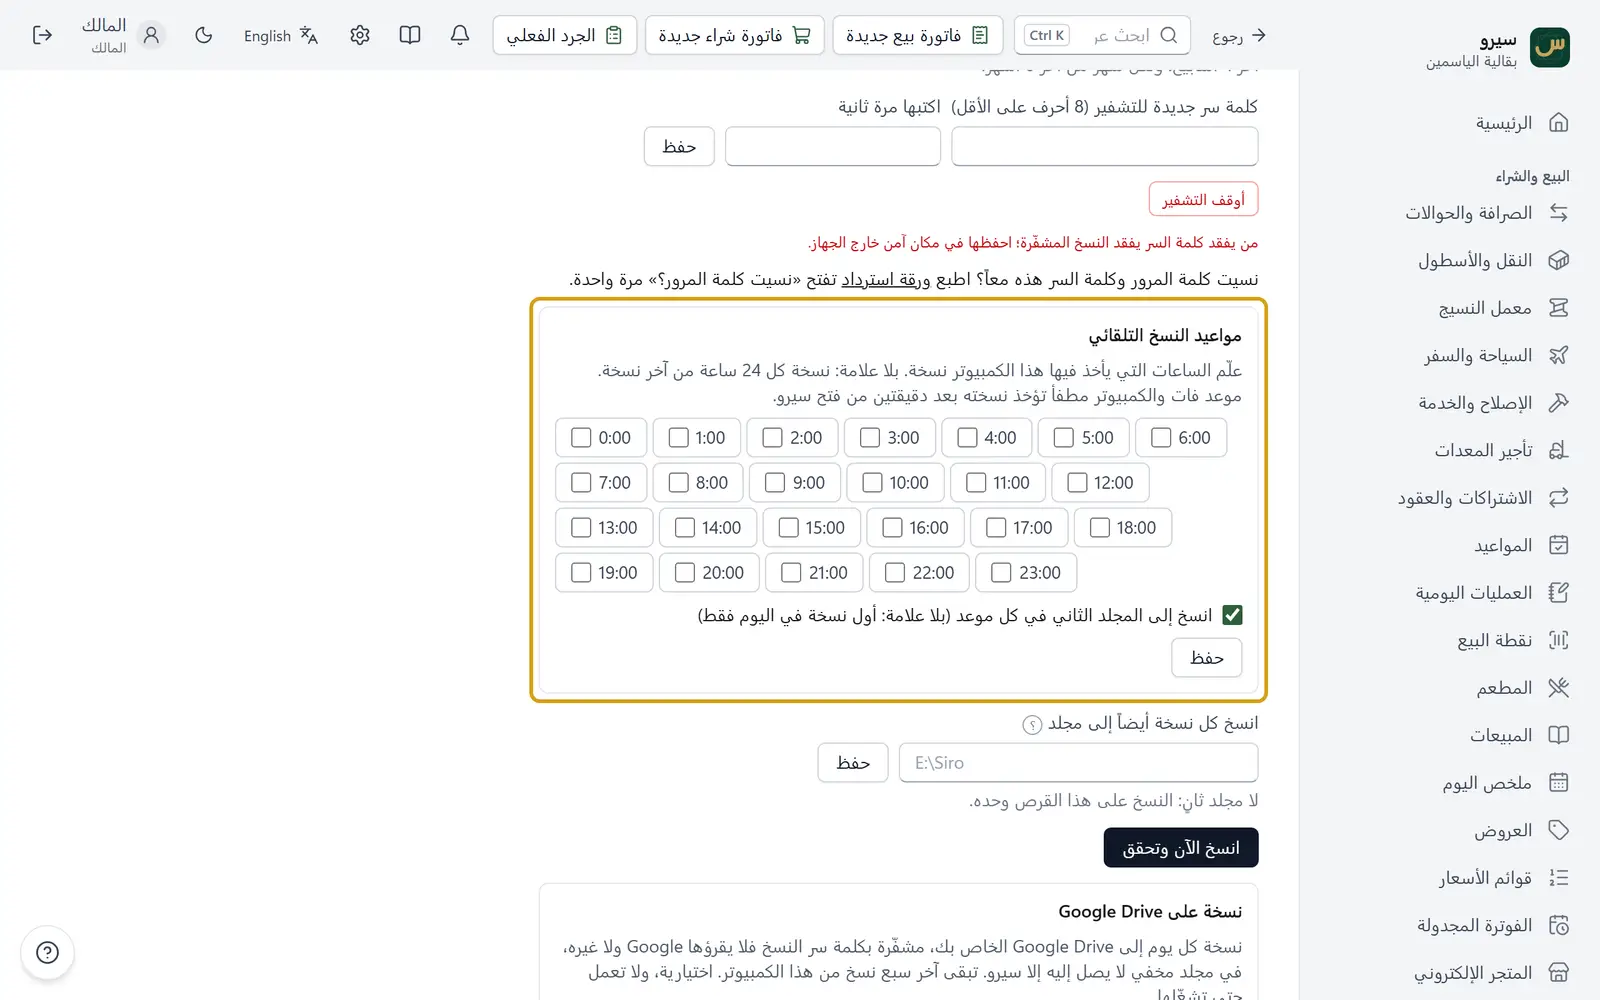 سيرو
بقالية الياسمين
رجوع
ابحث عر
Ctrl K
فاتورة بيع جديدة
فاتورة شراء جديدة
الجرد الفعلي
English
المالك
المالك
الرئيسية
البيع والشراء
الصرافة والحوالات
النقل والأسطول
معمل النسيج
السياحة والسفر
الإصلاح والخدمة
تأجير المعدات
الاشتراكات والعقود
المواعيد
العمليات اليومية
نقطة البيع
المطعم
المبيعات
ملخص اليوم
العروض
قوائم الأسعار
الفوترة المجدولة
المتجر الإلكتروني
كلمة سر جديدة للتشفير (8 أحرف على الأقل)
اكتبها مرة ثانية
حفظ
أوقف التشفير
من يفقد كلمة السر يفقد النسخ المشفّرة؛ احفظها في مكان آمن خارج الجهاز.
نسيت كلمة المرور وكلمة السر هذه معاً؟ اطبع ورقة استرداد تفتح «نسيت كلمة المرور؟» مرة واحدة.
مواعيد النسخ التلقائي
علّم الساعات التي يأخذ فيها هذا الكمبيوتر نسخة. بلا علامة: نسخة كل 24 ساعة من آخر نسخة.
موعد فات والكمبيوتر مطفأ تؤخذ نسخته بعد دقيقتين من فتح سيرو.
0:00 1:00 2:00 3:00 4:00 5:00 6:00
7:00 8:00 9:00 10:00 11:00 12:00
13:00 14:00 15:00 16:00 17:00 18:00
19:00 20:00 21:00 22:00 23:00
انسخ إلى المجلد الثاني في كل موعد (بلا علامة: أول نسخة في اليوم فقط)
حفظ
انسخ كل نسخة أيضاً إلى مجلد ؟
E:\Siro
حفظ
لا مجلد ثانٍ: النسخ على هذا القرص وحده.
انسخ الآن وتحقق
نسخة على Google Drive
نسخة كل يوم إلى Google Drive الخاص بك، مشفّرة بكلمة سر النسخ فلا يقرؤها Google ولا غيره،
في مجلد مخفي لا يصل إليه إلا سيرو. تبقى آخر سبع نسخ من هذا الكمبيوتر. اختيارية، ولا تعمل
حتى تشغّلها.